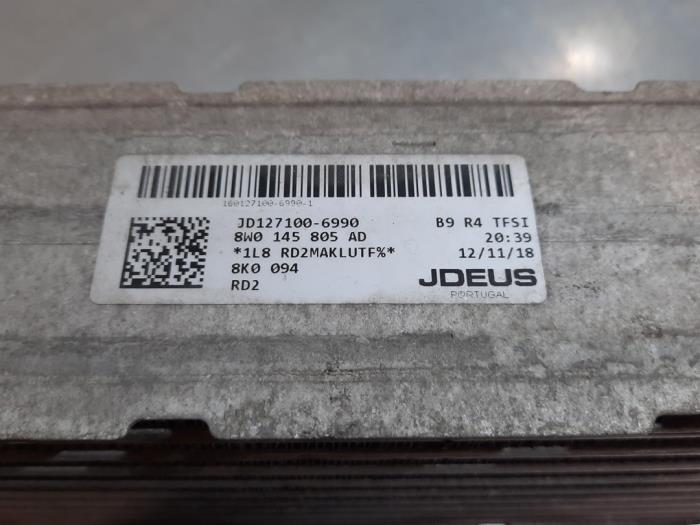 160127100-6990-1
JD127100-6990 B9 R4 TFSI
8W0 145 805 AD 20:39
*1L8 RD2MAKLUTF%* 12/11/18
8K0 094 JDEUS
RD2 PORTUGAL